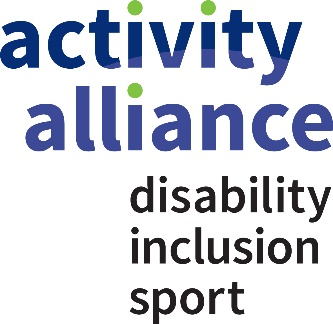 activity
alliance
disability
inclusion
sport